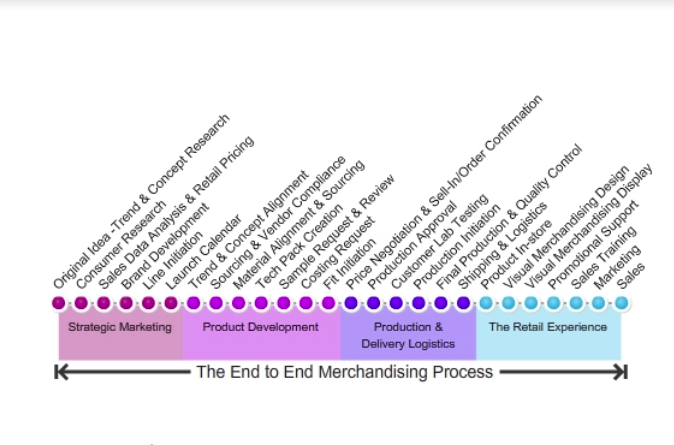 Original Idea -Trend & Concept Research
Consumer Research
Sales Data Analysis & Retail Pricing
Brand Development
Line Initiation
Launch Calendar
Trend & Concept Alignment
Sourcing & Vendor Compliance
Material Alignment & Sourcing
Tech Pack Creation
Sample Request & Review
Costing Request
Fit Initiation
Price Negotiation & Sell-In/Order Confirmation
Production Approval
Customer Lab Testing
Production Initiation
Final Production & Quality Control
Shipping & Logistics
Product In-store
Visual Merchandising Design
Visual Merchandising Display
Promotional Support
Sales Training
Marketing
Sales
Strategic Marketing
Product Development
Production &
Delivery Logistics
The Retail Experience
The End to End Merchandising Process